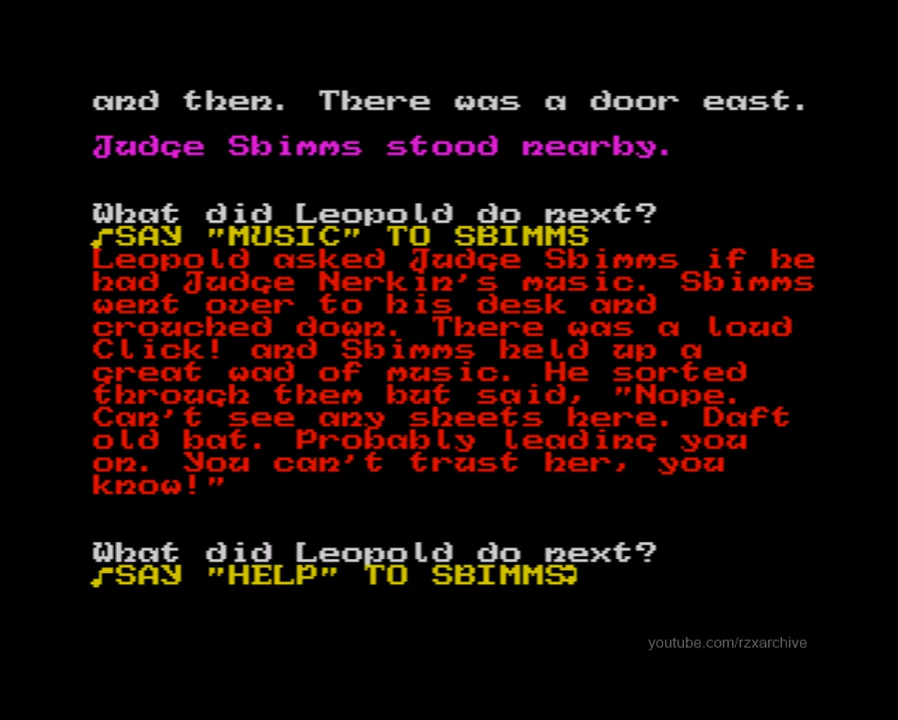 and then. There was a door east.
Judge Sbimms stood nearby.
What did Leopold do next?
♪SAY "MUSIC" TO SBIMMS
Leopold asked Judge Sbimms if he
had Judge Nerkin's music. Sbimms
went over to his desk and
crouched down. There was a loud
Click! and Sbimms held up a
great wad of music. He sorted
through them but said, "Nope.
Can't see any sheets here. Daft
old bat. Probably leading you
on. You can't trust her, you
know!"
What did Leopold do next?
♪SAY "HELP" TO SBIMMS
youtube.com/rzxarchive